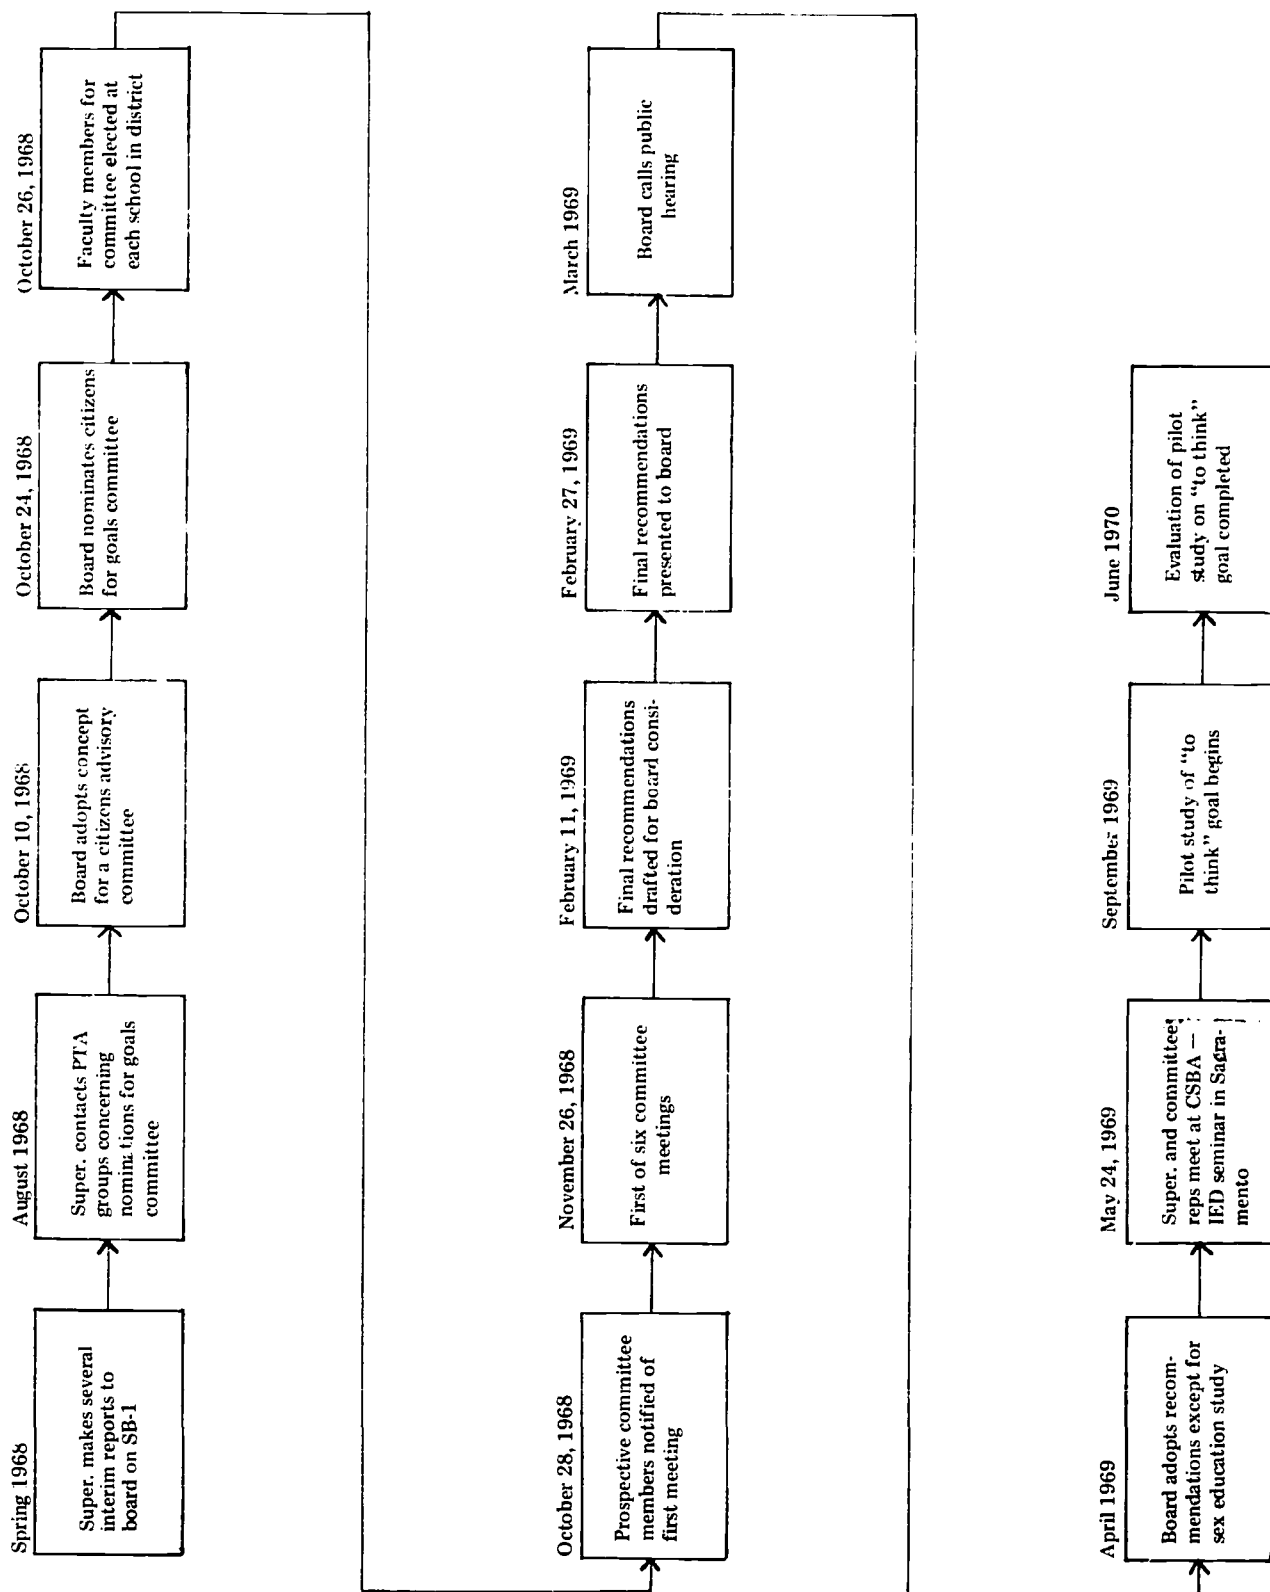 Spring 1968
Super. makes several
interim reports to
board on SB-1
August 1968
Super. contacts PTA
groups concerning
nominations for goals
committee
October 10, 1968
Board adopts concept
for a citizens advisory
committee
October 24, 1968
Board nominates citizens
for goals committee
October 26, 1968
Faculty members for
committee elected at
each school in district
October 28, 1968
Prospective committee
members notified of
first meeting
November 26, 1968
First of six committee
meetings
February 11, 1969
Final recommendations
drafted for board consi-
deration
February 27, 1969
Final recommendations
presented to board
March 1969
Board calls public
hearing
April 1969
Board adopts recom-
mendations except for
sex education study
May 24, 1969
Super. and committee
reps meet at CSBA —
IED seminar in Sacra-
mento
September 1969
Pilot study of “to
think” goal begins
June 1970
Evaluation of pilot
study on “to think”
goal completed